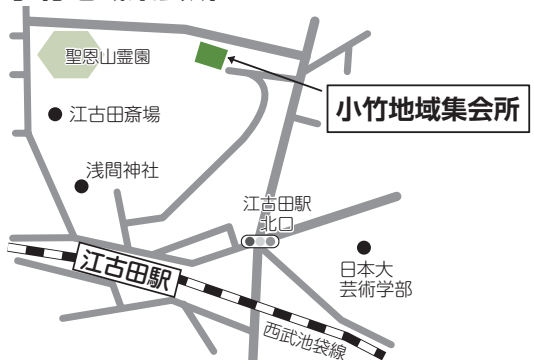 聖恩山霊園
小竹地域集会所
江古田斎場
浅間神社
江古田駅
北口
江古田駅
日本大
芸術学部
西武池袋線